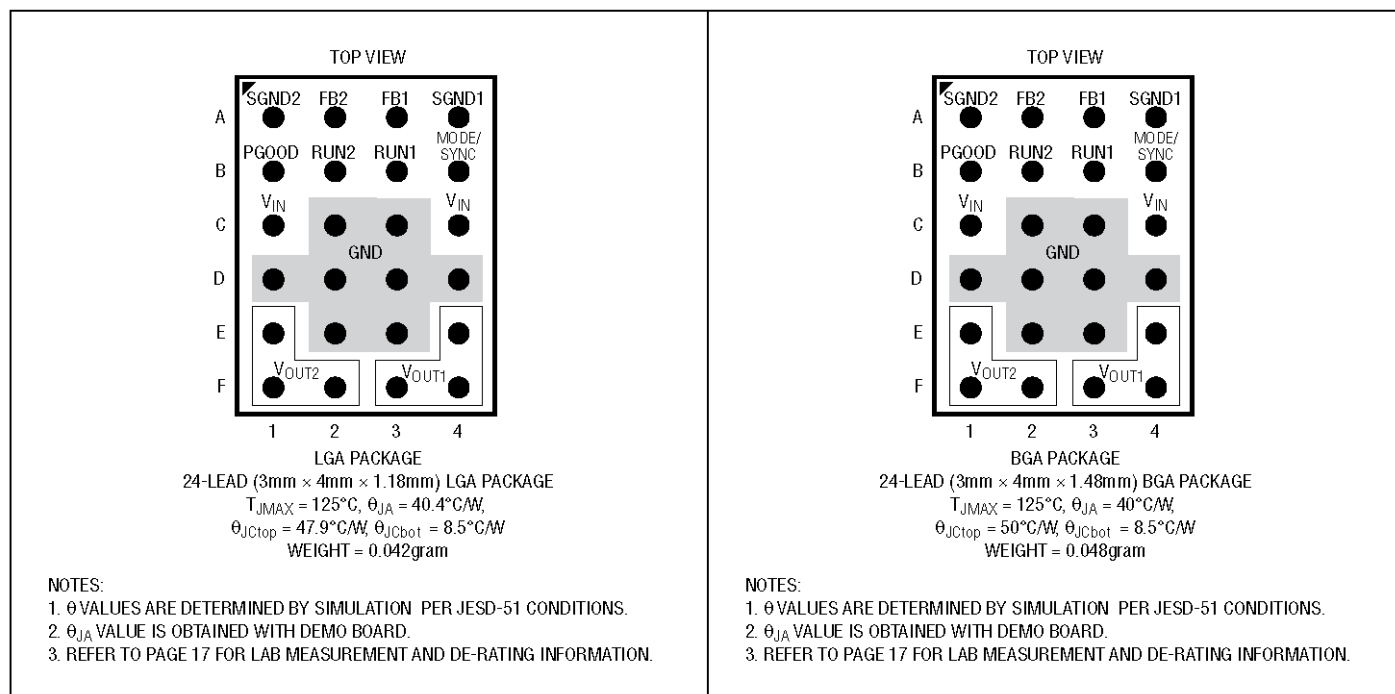 TOP VIEW
SGND2 FB2 FB1 SGND1
A
MODE/
SYNC
PGOOD RUN2 RUN1
B
VIN VIN
C
GND
D
E
VOUT2 VOUT1
F
1 2 3 4
LGA PACKAGE
24-LEAD (3mm × 4mm × 1.18mm) LGA PACKAGE
TJMAX = 125°C, θJA = 40.4°C/W,
θJCtop = 47.9°C/W, θJCbot = 8.5°C/W
WEIGHT = 0.042gram
NOTES:
1. θ VALUES ARE DETERMINED BY SIMULATION PER JESD-51 CONDITIONS.
2. θJA VALUE IS OBTAINED WITH DEMO BOARD.
3. REFER TO PAGE 17 FOR LAB MEASUREMENT AND DE-RATING INFORMATION.
TOP VIEW
SGND2 FB2 FB1 SGND1
A
MODE/
SYNC
PGOOD RUN2 RUN1
B
VIN VIN
C
GND
D
E
VOUT2 VOUT1
F
1 2 3 4
BGA PACKAGE
24-LEAD (3mm × 4mm × 1.48mm) BGA PACKAGE
TJMAX = 125°C, θJA = 40°C/W,
θJCtop = 50°C/W, θJCbot = 8.5°C/W
WEIGHT = 0.048gram
NOTES:
1. θ VALUES ARE DETERMINED BY SIMULATION PER JESD-51 CONDITIONS.
2. θJA VALUE IS OBTAINED WITH DEMO BOARD.
3. REFER TO PAGE 17 FOR LAB MEASUREMENT AND DE-RATING INFORMATION.